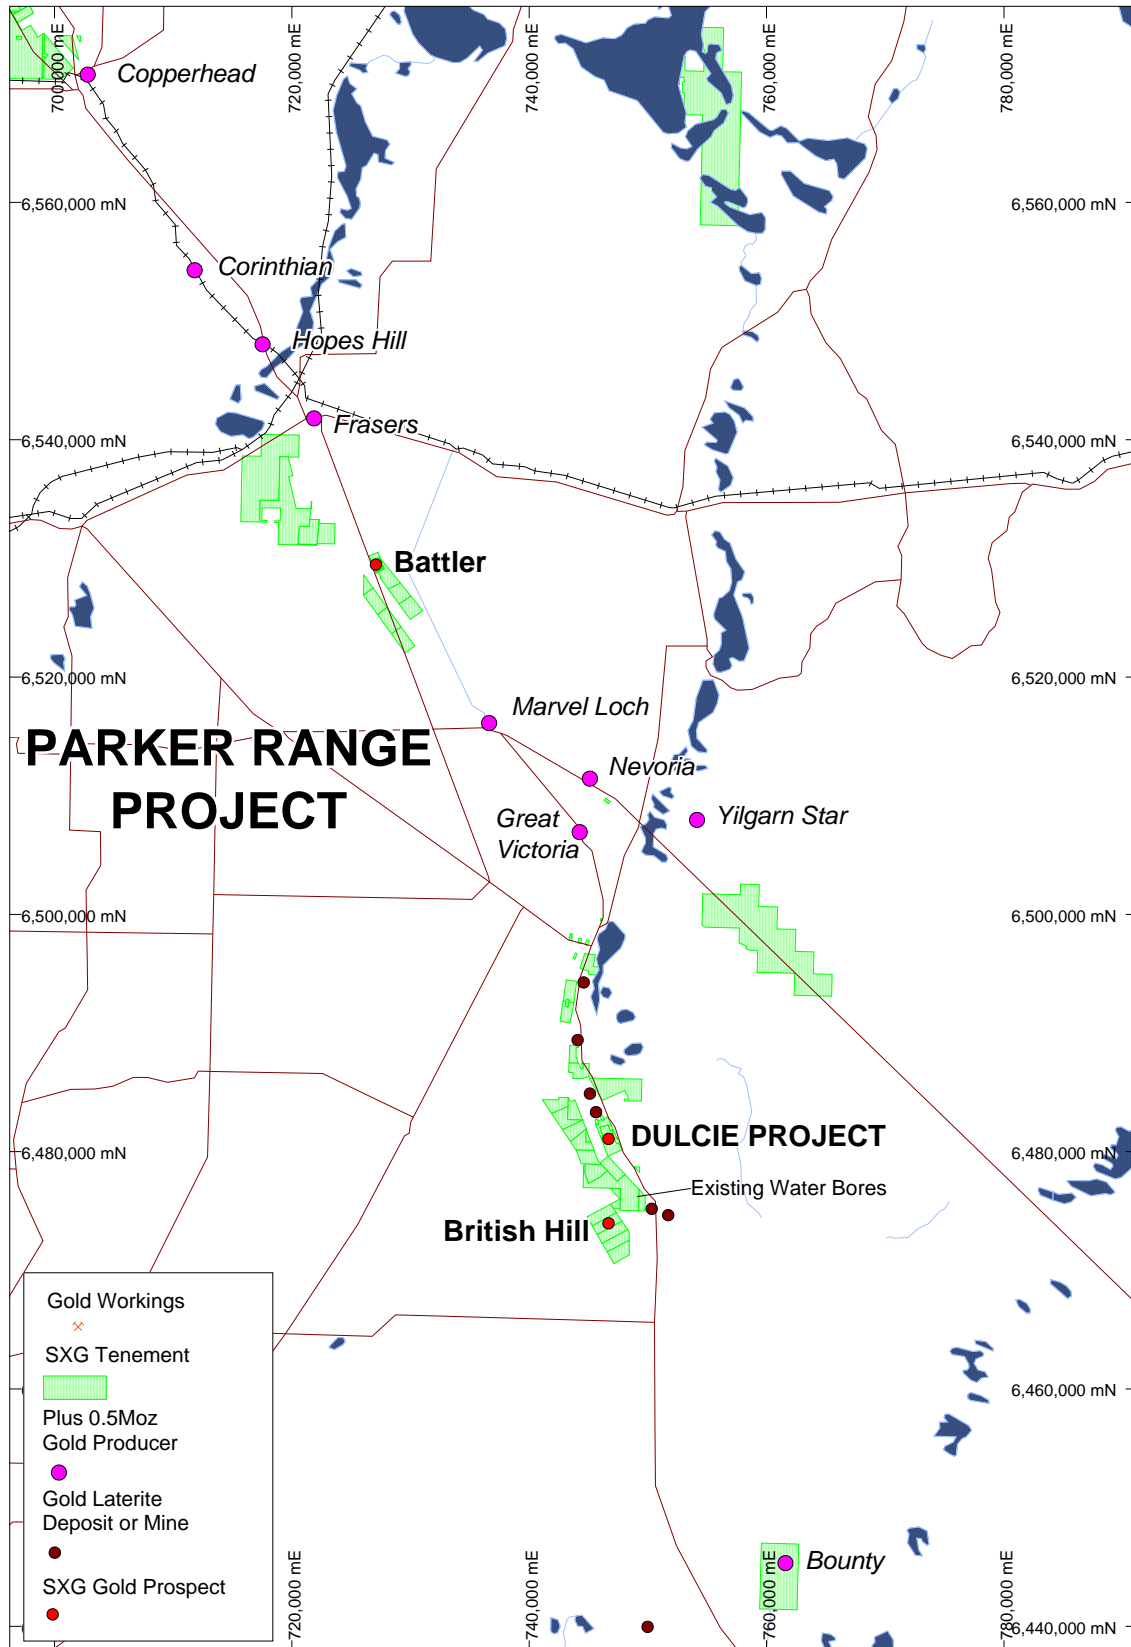 700,000 mE
720,000 mE
740,000 mE
760,000 mE
780,000 mE
Copperhead
6,560,000 mN
6,560,000 mN
Corinthian
Hopes Hill
Frasers
6,540,000 mN
6,540,000 mN
Battler
6,520,000 mN
6,520,000 mN
Marvel Loch
PARKER RANGE
PROJECT
Nevoria
Great
Victoria
Yilgarn Star
6,500,000 mN
6,500,000 mN
DULCIE PROJECT
6,480,000 mN
6,480,000 mN
Existing Water Bores
British Hill
Gold Workings
SXG Tenement
Plus 0.5Moz
Gold Producer
Gold Laterite
Deposit or Mine
SXG Gold Prospect
6,460,000 mN
Bounty
720,000 mE
740,000 mE
760,000 mE
780,000 mE
6,440,000 mN